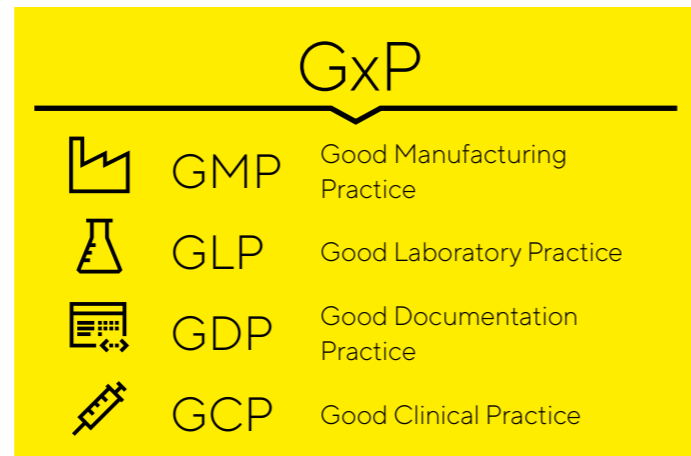 GxP
GMP
Good Manufacturing
Practice
GLP
Good Laboratory Practice
GDP
Good Documentation
Practice
GCP
Good Clinical Practice